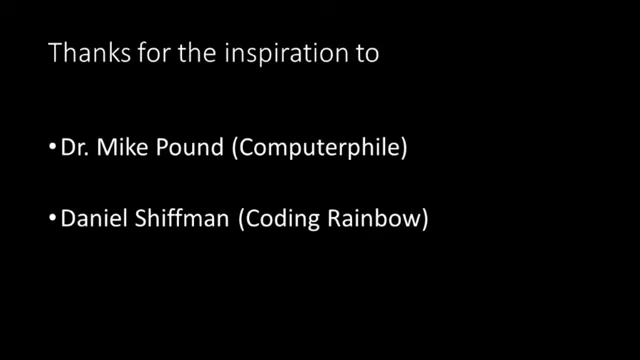 Thanks for the inspiration to
•Dr. Mike Pound (Computerphile)
•Daniel Shiffman (Coding Rainbow)